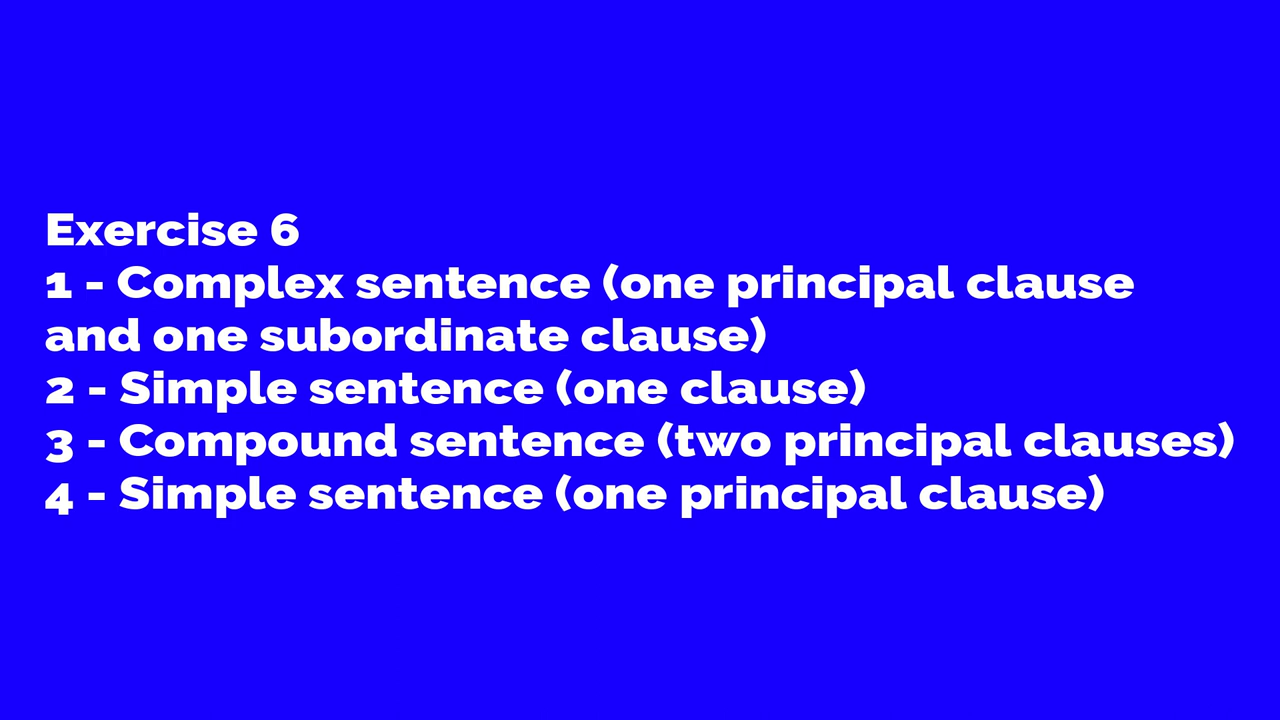 Exercise 6
1 - Complex sentence (one principal clause
and one subordinate clause)
2 - Simple sentence (one clause)
3 - Compound sentence (two principal clauses)
4 - Simple sentence (one principal clause)